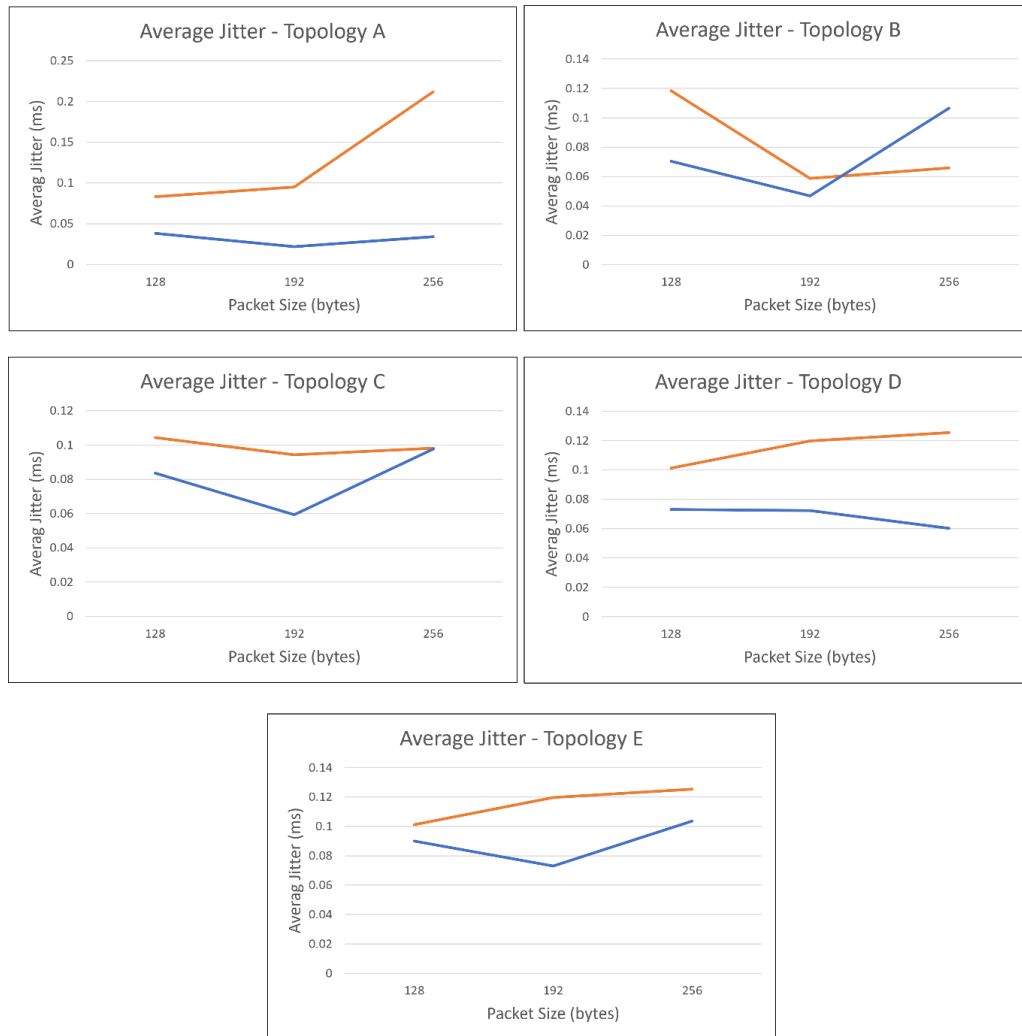 Average Jitter - Topology A
0.25
0.2
0.15
0.1
0.05
0
Averag Jitter (ms)
128 192 256
Packet Size (bytes)
Average Jitter - Topology B
0.14
0.12
0.1
0.08
0.06
0.04
0.02
0
Averag Jitter (ms)
128 192 256
Packet Size (bytes)
Average Jitter - Topology C
0.12
0.1
0.08
0.06
0.04
0.02
0
Averag Jitter (ms)
128 192 256
Packet Size (bytes)
Average Jitter - Topology D
0.14
0.12
0.1
0.08
0.06
0.04
0.02
0
Averag Jitter (ms)
128 192 256
Packet Size (bytes)
Average Jitter - Topology E
0.14
0.12
0.1
0.08
0.06
0.04
0.02
0
Averag Jitter (ms)
128 192 256
Packet Size (bytes)